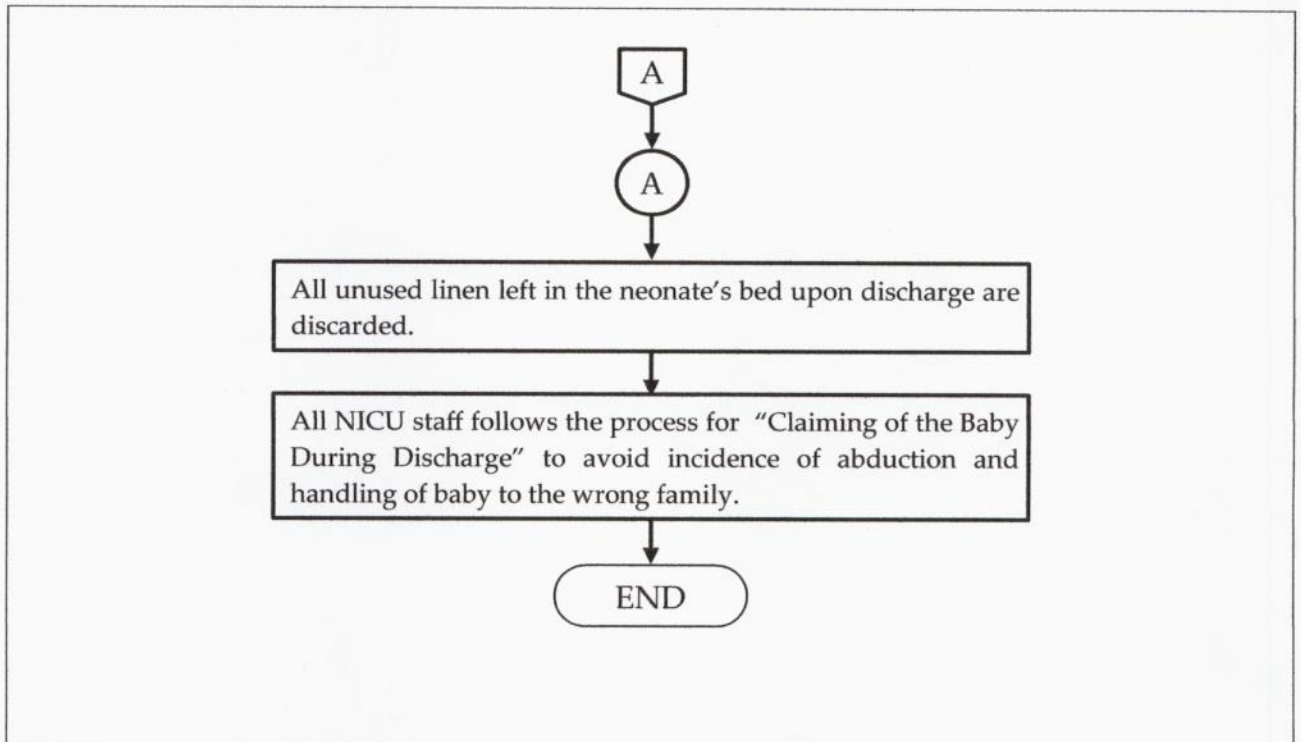 A
A
All unused linen left in the neonate's bed upon discharge are
discarded.
All NICU staff follows the process for "Claiming of the Baby
During Discharge" to avoid incidence of abduction and
handling of baby to the wrong family.
END